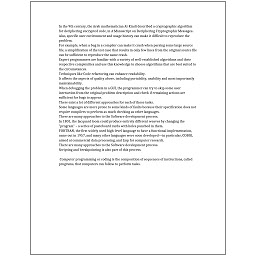 In the 9th century, the Arab mathematician Al-Kindi described a cryptographic algorithm
for deciphering encrypted code, in A Manuscript on Deciphering Cryptographic Messages.
Also, specific user environment and usage history can make it difficult to reproduce the
problem.
For example, when a bug in a compiler can make it crash when parsing some large source
file, a simplification of the test case that results in only few lines from the original source file
can be sufficient to reproduce the same crash.
Expert programmers are familiar with a variety of well-established algorithms and their
respective complexities and use this knowledge to choose algorithms that are best suited to
the circumstances.
Techniques like Code refactoring can enhance readability.
It affects the aspects of quality above, including portability, usability and most importantly
maintainability.
When debugging the problem in a GUI, the programmer can try to skip some user
interaction from the original problem description and check if remaining actions are
sufficient for bugs to appear.
There exist a lot of different approaches for each of those tasks.
Some languages are more prone to some kinds of faults because their specification does not
require compilers to perform as much checking as other languages.
There are many approaches to the Software development process.
In 1801, the Jacquard loom could produce entirely different weaves by changing the
"program" – a series of pasteboard cards with holes punched in them.
FORTRAN, the first widely used high-level language to have a functional implementation,
came out in 1957, and many other languages were soon developed—in particular, COBOL
aimed at commercial data processing, and Lisp for computer research.
There are many approaches to the Software development process.
Scripting and breakpointing is also part of this process.
Computer programming or coding is the composition of sequences of instructions, called
programs, that computers can follow to perform tasks.